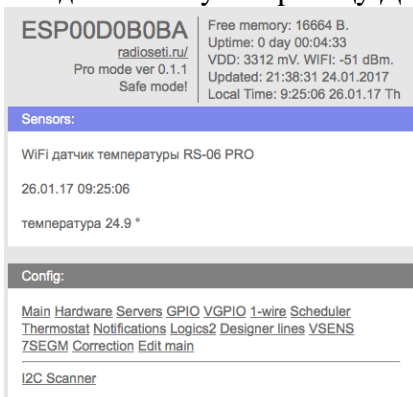 ESP00D0B0BA
radioseti.ru/
Pro mode ver 0.1.1
Safe mode!
Free memory: 16664 B.
Uptime: 0 day 00:04:33
VDD: 3312 mV. WIFI: -51 dBm.
Updated: 21:38:31 24.01.2017
Local Time: 9:25:06 26.01.17 Th
Sensors:
WiFi датчик температуры RS-06 PRO
26.01.17 09:25:06
температура 24.9 °
Config:
Main Hardware Servers GPIO VGPIO 1-wire Scheduler
Thermostat Notifications Logics2 Designer lines VSENS
7SEGM Correction Edit main
I2C Scanner